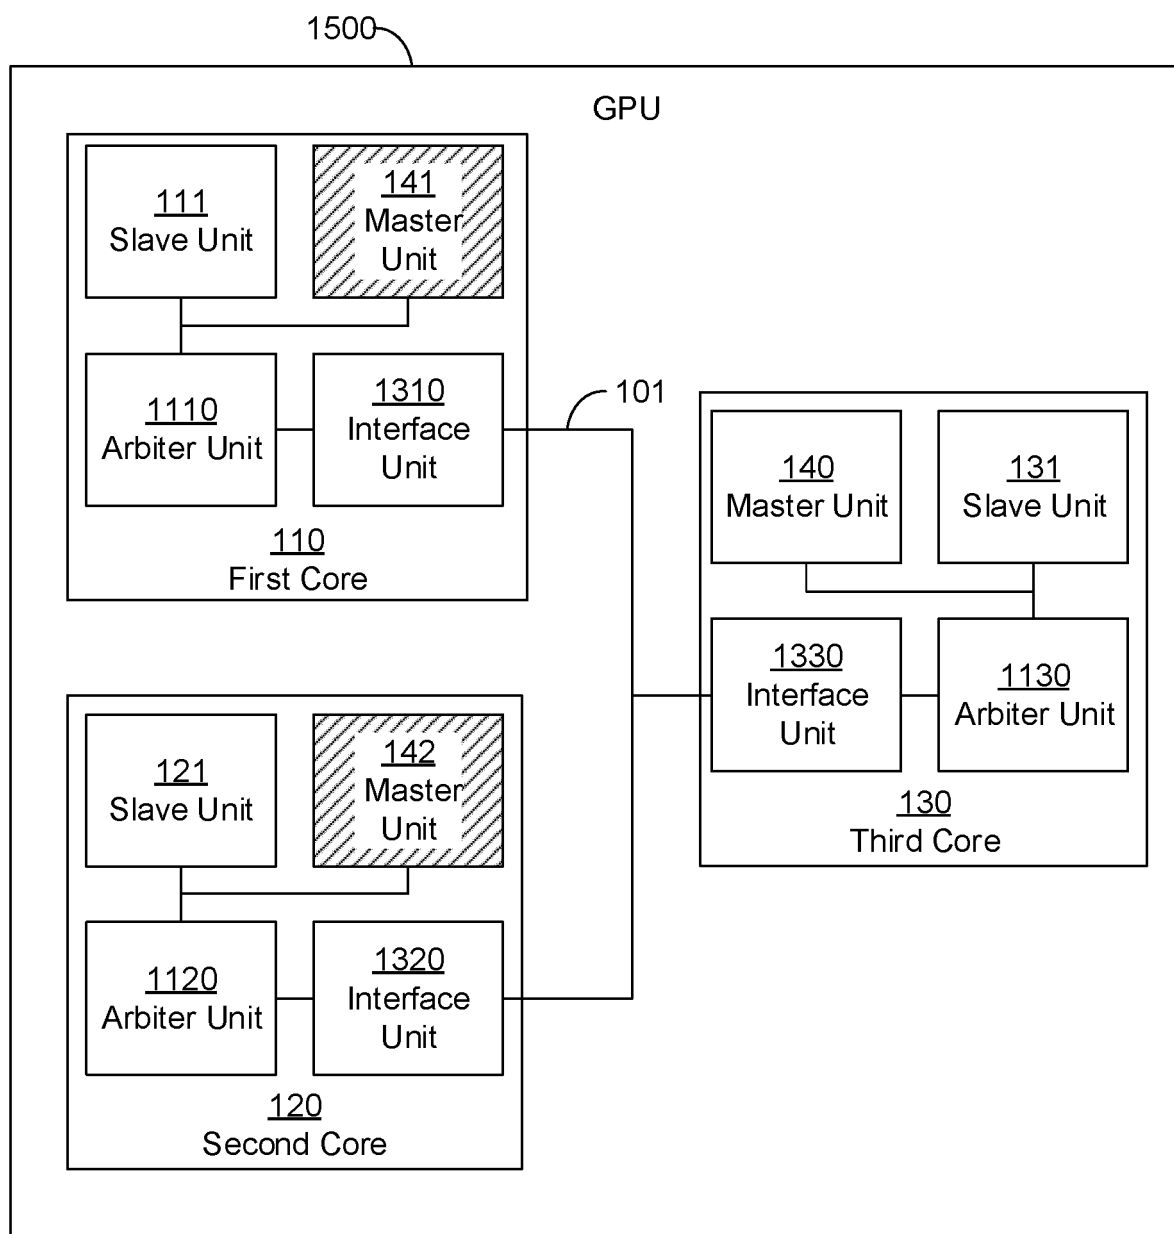 1500
GPU
111
Slave Unit
141
Master
Unit
1110
Arbiter Unit
1310
Interface
Unit
110
First Core
101
140
Master Unit
131
Slave Unit
1330
Interface
Unit
1130
Arbiter Unit
130
Third Core
121
Slave Unit
142
Master
Unit
1120
Arbiter Unit
1320
Interface
Unit
120
Second Core